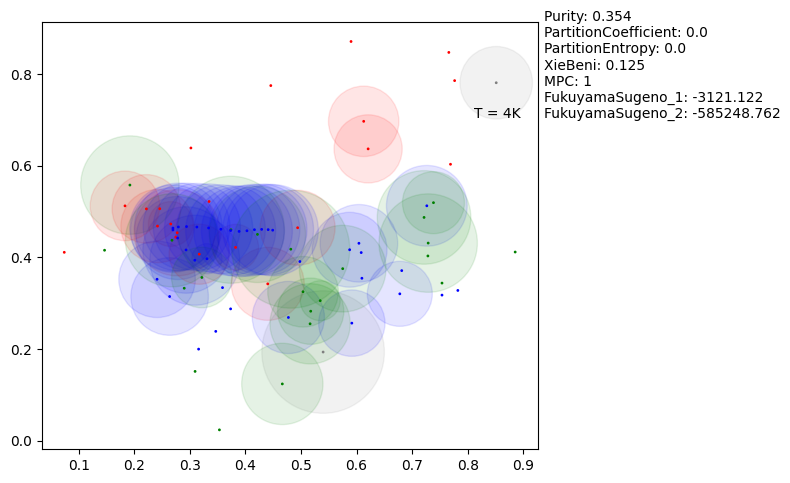 Purity: 0.354
PartitionCoefficient: 0.0
PartitionEntropy: 0.0
XieBeni: 0.125
MPC: 1
FukuyamaSugeno_1: -3121.122
FukuyamaSugeno_2: -585248.762
T = 4K
0.8
0.6
0.4
0.2
0.0
0.1 0.2 0.3 0.4 0.5 0.6 0.7 0.8 0.9